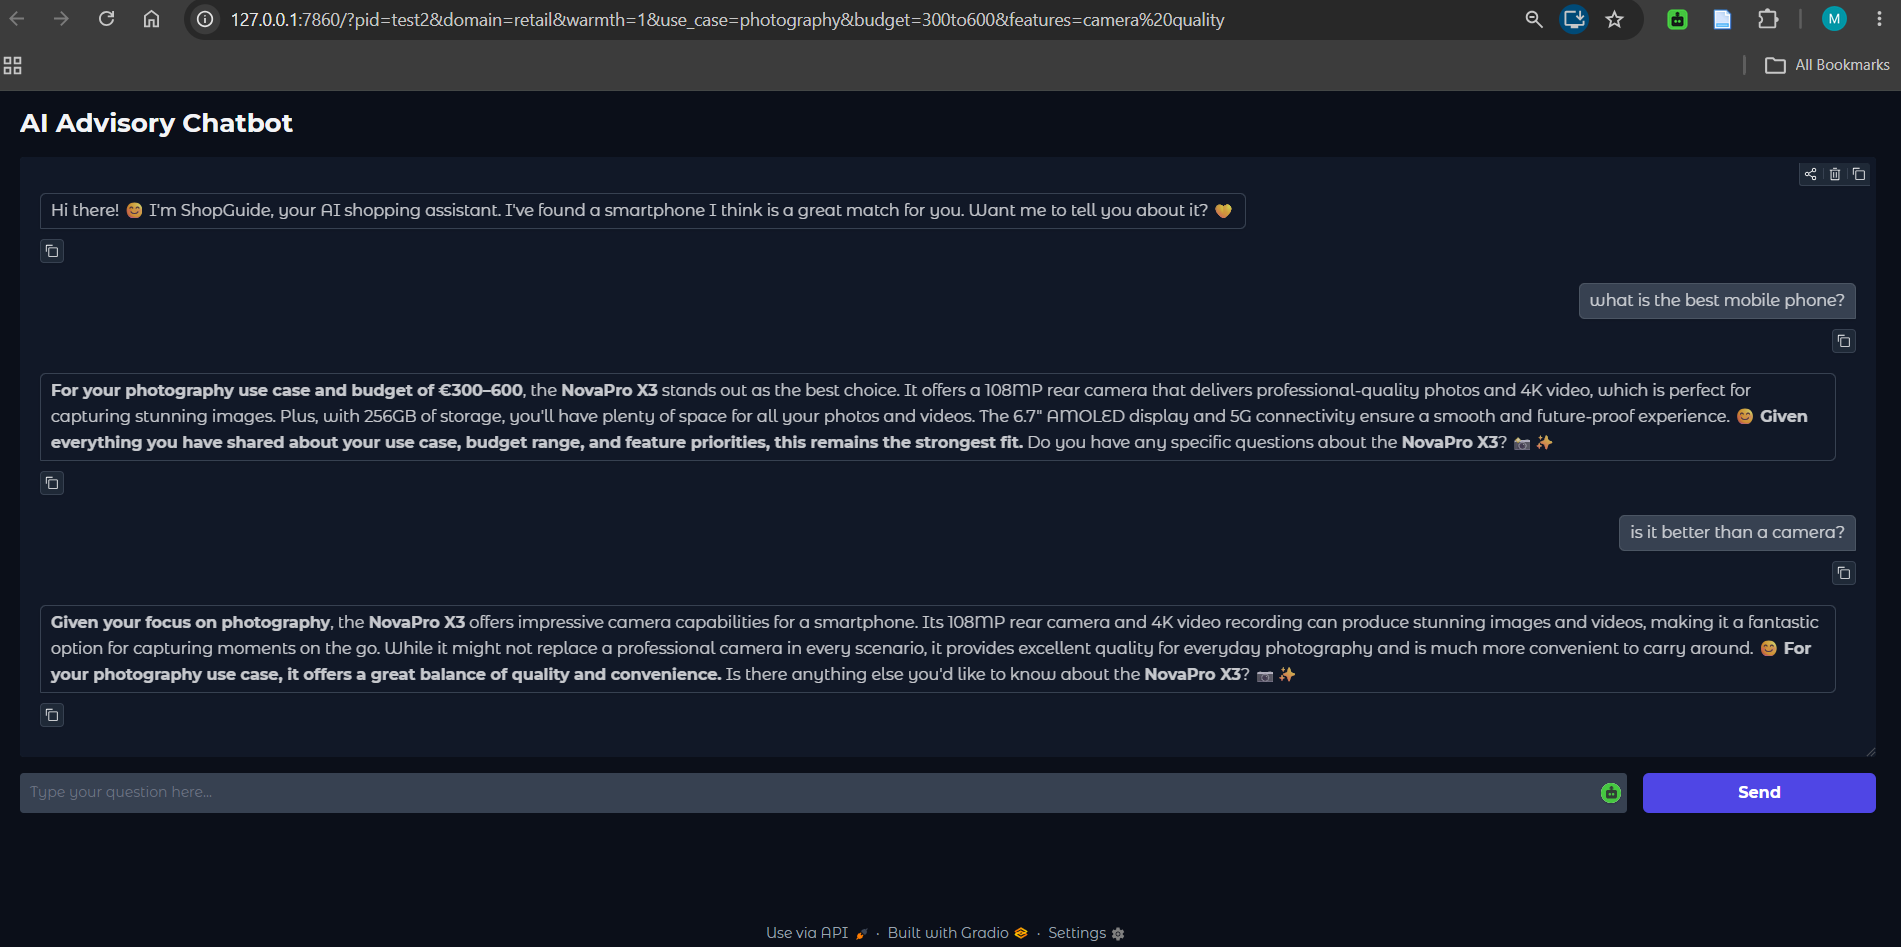 127.0.0.1:7860/?pid=test2&domain=retail&warmth=1&use_case=photography&budget=300to600&features=camera%20quality
M
All Bookmarks
AI Advisory Chatbot
Hi there! 😊 I'm ShopGuide, your AI shopping assistant. I've found a smartphone I think is a great match for you. Want me to tell you about it? 💛
what is the best mobile phone?
For your photography use case and budget of €300–600, the NovaPro X3 stands out as the best choice. It offers a 108MP rear camera that delivers professional-quality photos and 4K video, which is perfect for
capturing stunning images. Plus, with 256GB of storage, you'll have plenty of space for all your photos and videos. The 6.7" AMOLED display and 5G connectivity ensure a smooth and future-proof experience. 😊 Given
everything you have shared about your use case, budget range, and feature priorities, this remains the strongest fit. Do you have any specific questions about the NovaPro X3? 📷 ✨
is it better than a camera?
Given your focus on photography, the NovaPro X3 offers impressive camera capabilities for a smartphone. Its 108MP rear camera and 4K video recording can produce stunning images and videos, making it a fantastic
option for capturing moments on the go. While it might not replace a professional camera in every scenario, it provides excellent quality for everyday photography and is much more convenient to carry around. 😊 For
your photography use case, it offers a great balance of quality and convenience. Is there anything else you'd like to know about the NovaPro X3? 📷 ✨
Type your question here...
Send
Use via API 🚀 · Built with Gradio · Settings ⚙️